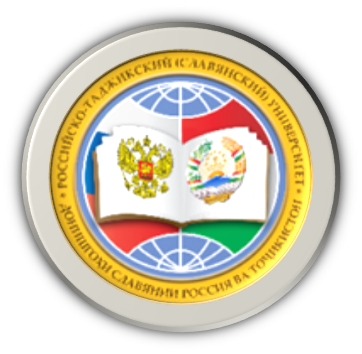 РОССИЙСКО-ТАДЖИКСКИЙ (СЛАВЯНСКИЙ) УНИВЕРСИТЕТ
ДОНИШГОҲИ СЛАВЯНИИ РОССИЯ ВА ТОҶИКИСТОН